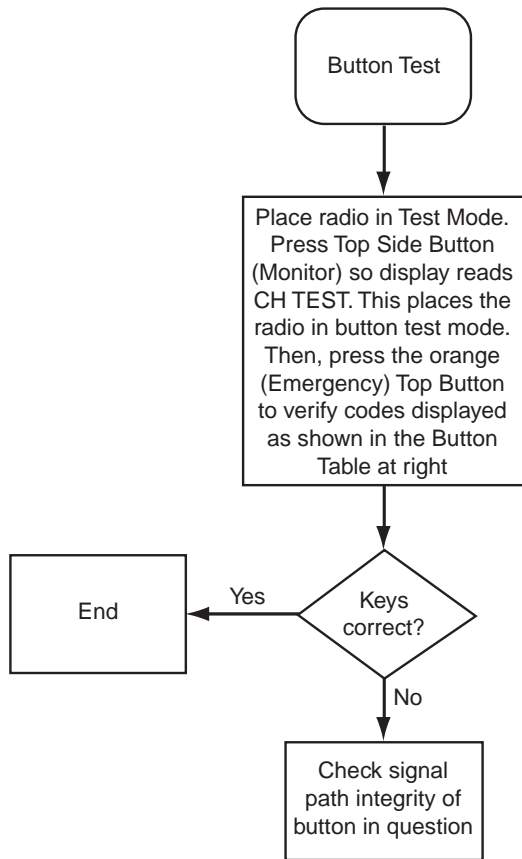 Button Test
Place radio in Test Mode.
Press Top Side Button
(Monitor) so display reads
CH TEST. This places the
radio in button test mode.
Then, press the orange
(Emergency) Top Button
to verify codes displayed
as shown in the Button
Table at right
Keys
correct?
Yes
End
No
Check signal
path integrity of
button in question